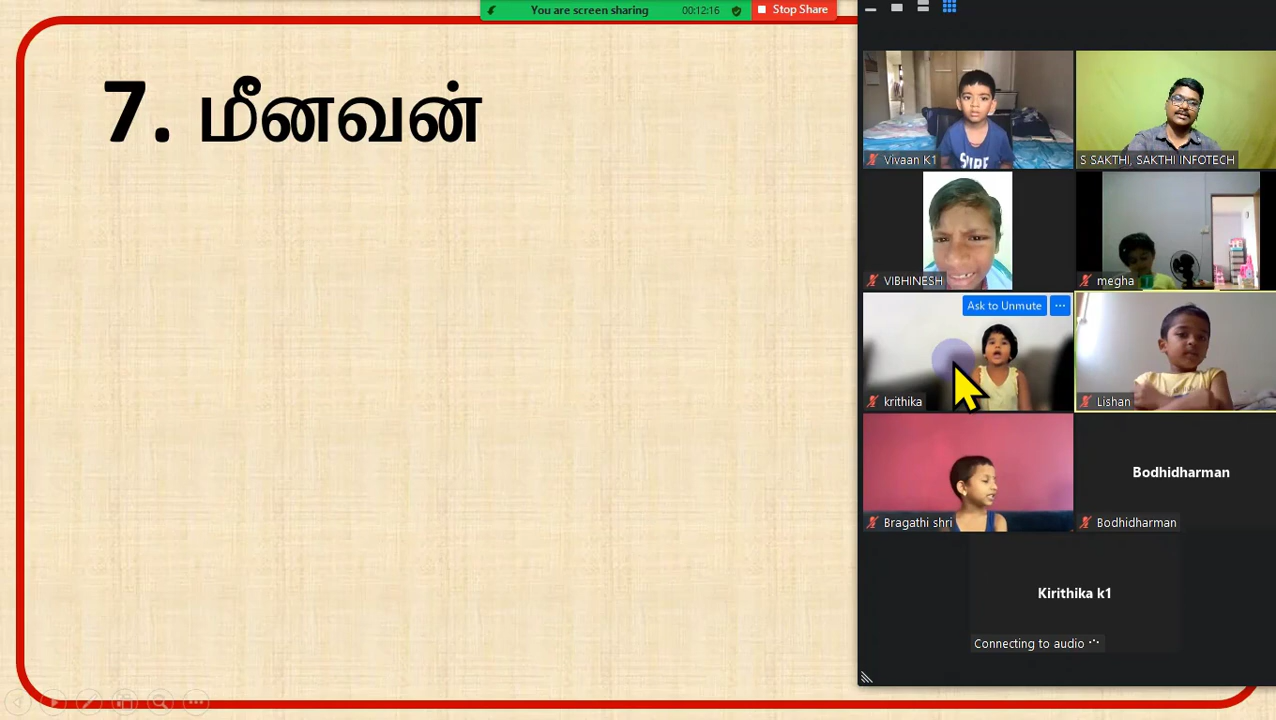 You are screen sharing 00:12:16 Stop Share
7. மீனவன்
Vivaan K1
S SAKTHI, SAKTHI INFOTECH
SURE
VIBHINESH
megha
Ask to Unmute ...
krithika
Lishan
Bragathi shri
Bodhidharman
Bodhidharman
Kirithika k1
Connecting to audio